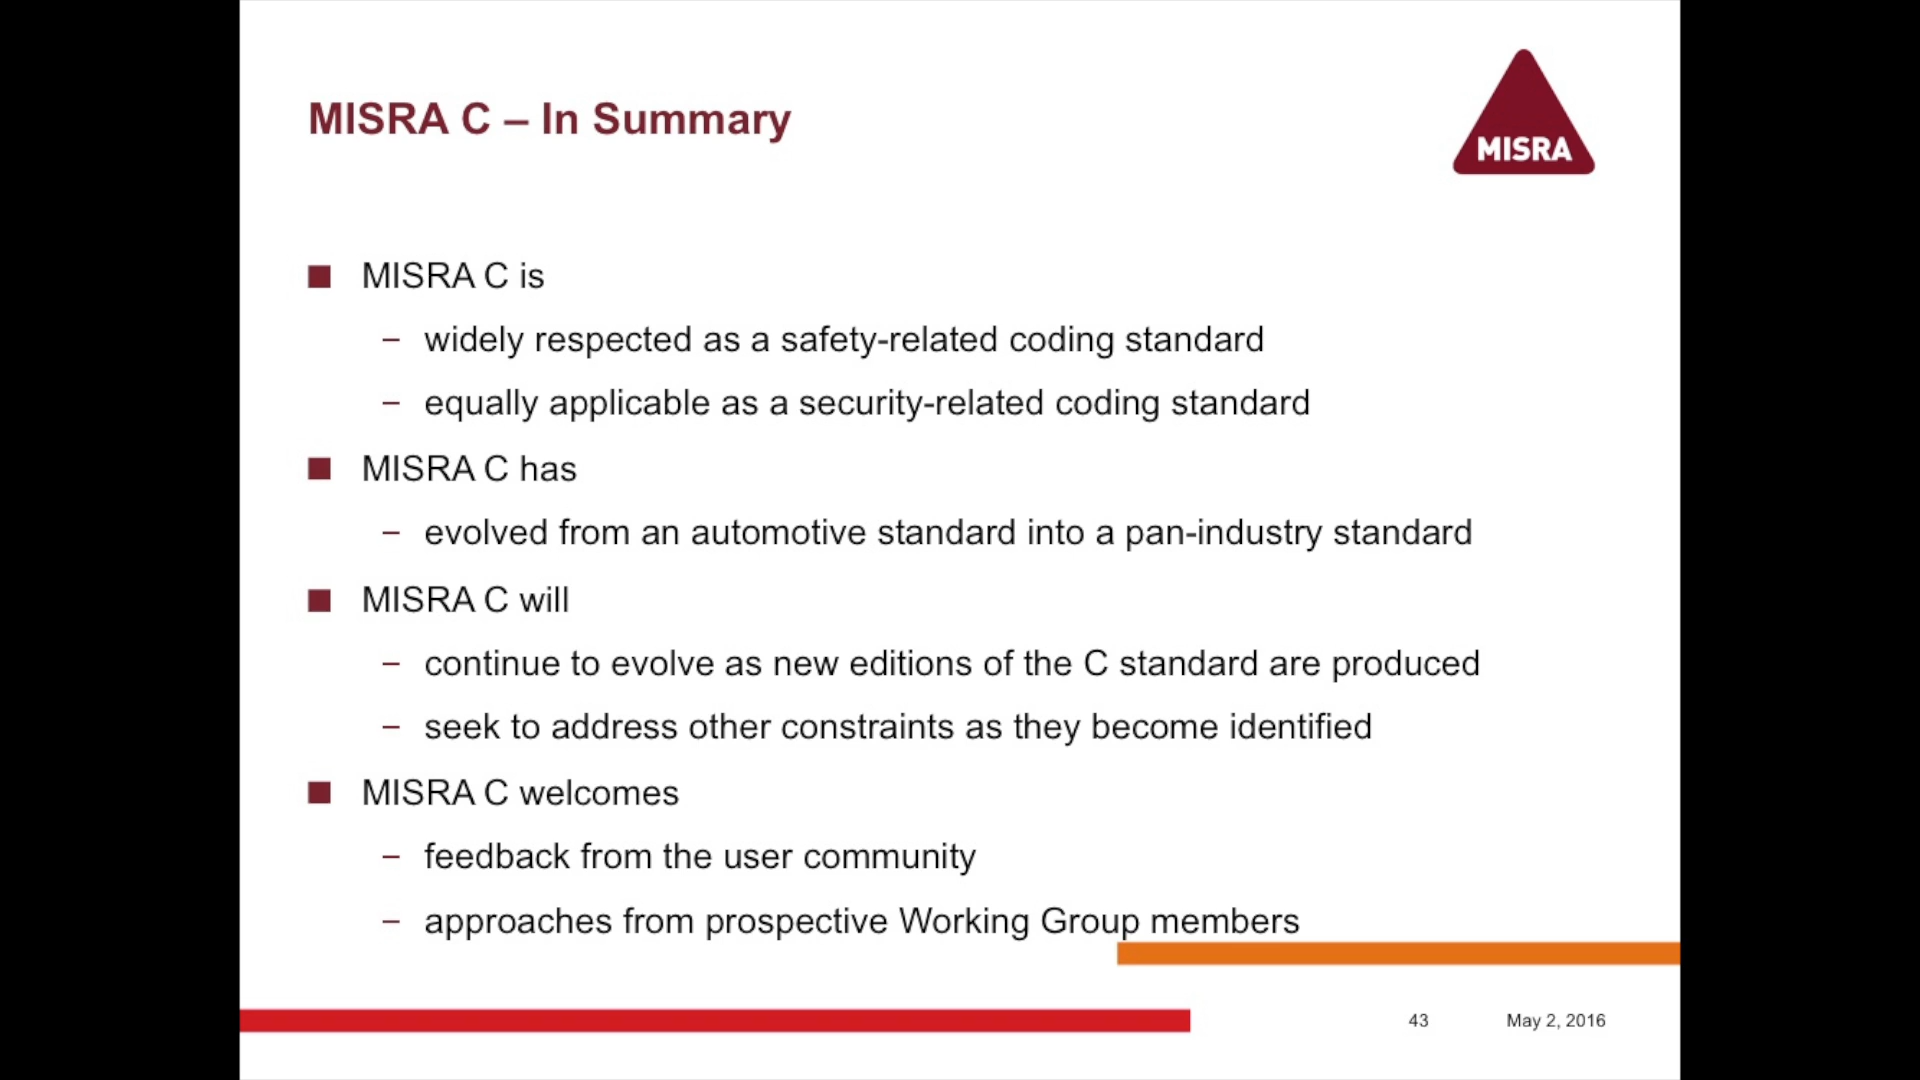 MISRA C – In Summary
MISRA
■ MISRA C is
– widely respected as a safety-related coding standard
– equally applicable as a security-related coding standard
■ MISRA C has
– evolved from an automotive standard into a pan-industry standard
■ MISRA C will
– continue to evolve as new editions of the C standard are produced
– seek to address other constraints as they become identified
■ MISRA C welcomes
– feedback from the user community
– approaches from prospective Working Group members
43 May 2, 2016